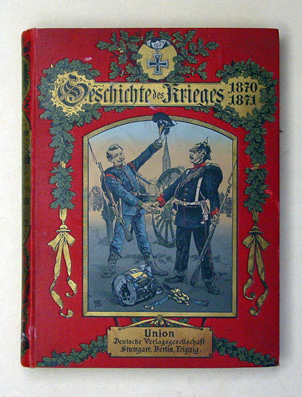 Geschichte des Krieges
1870
1871
Union
Deutsche Verlagsgesellschaft
Stuttgart, Berlin, Leipzig.